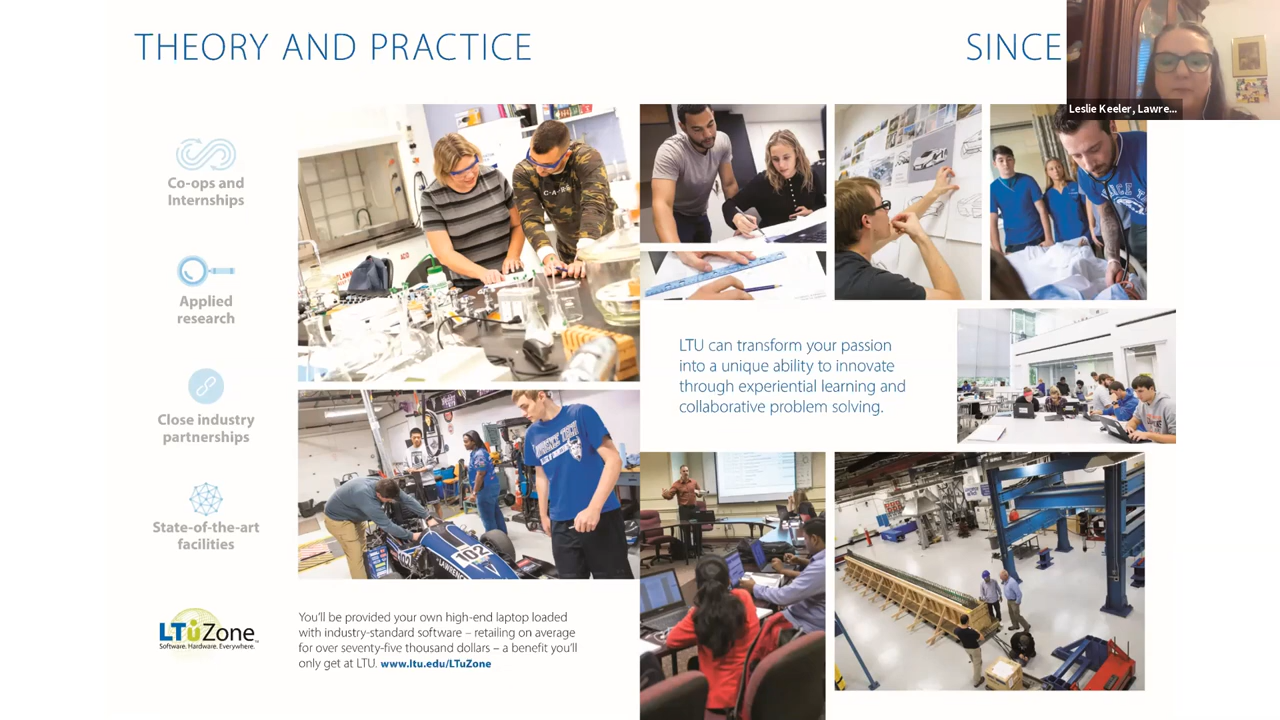 THEORY AND PRACTICE
SINCE
Leslie Keeler, Lawre...
Co-ops and
Internships
Applied
research
Close industry
partnerships
State-of-the-art
facilities
LTU can transform your passion
into a unique ability to innovate
through experiential learning and
collaborative problem solving.
102
LTuZone™
Software. Hardware. Everywhere.
You'll be provided your own high-end laptop loaded
with industry-standard software – retailing on average
for over seventy-five thousand dollars – a benefit you'll
only get at LTU. www.ltu.edu/LTuZone